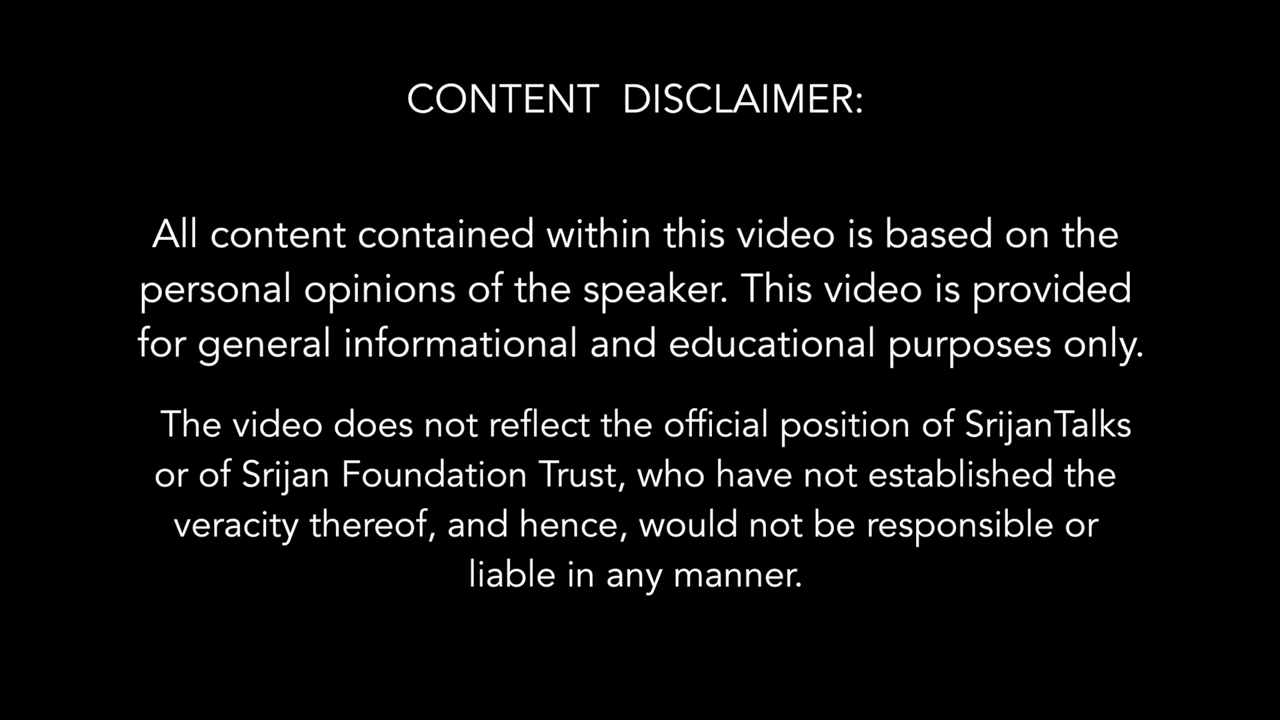 CONTENT DISCLAIMER:
All content contained within this video is based on the
personal opinions of the speaker. This video is provided
for general informational and educational purposes only.
The video does not reflect the official position of SrijanTalks
or of Srijan Foundation Trust, who have not established the
veracity thereof, and hence, would not be responsible or
liable in any manner.